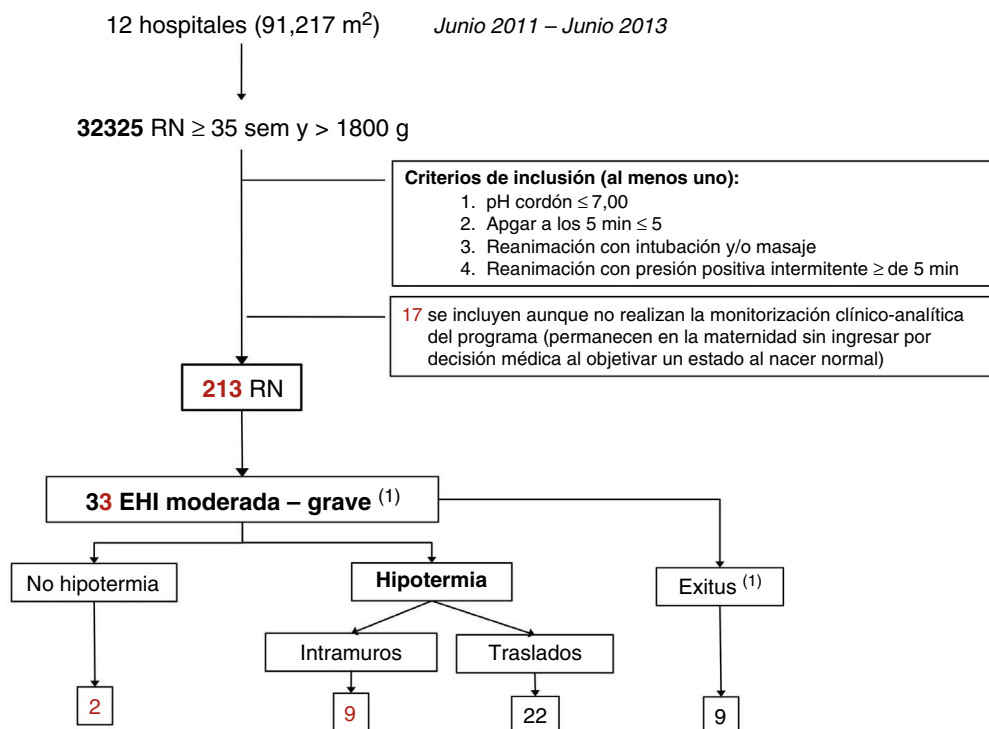 12 hospitales (91,217 m²) Junio 2011 – Junio 2013
32325 RN ≥ 35 sem y > 1800 g
Criterios de inclusión (al menos uno):
1. pH cordón ≤ 7,00
2. Apgar a los 5 min ≤ 5
3. Reanimación con intubación y/o masaje
4. Reanimación con presión positiva intermitente ≥ de 5 min
17 se incluyen aunque no realizan la monitorización clínico-analítica
del programa (permanecen en la maternidad sin ingresar por
decisión médica al objetivar un estado al nacer normal)
213 RN
33 EHI moderada – grave (1)
No hipotermia
Hipotermia
Exitus (1)
Intramuros
Traslados
2
9
22
9